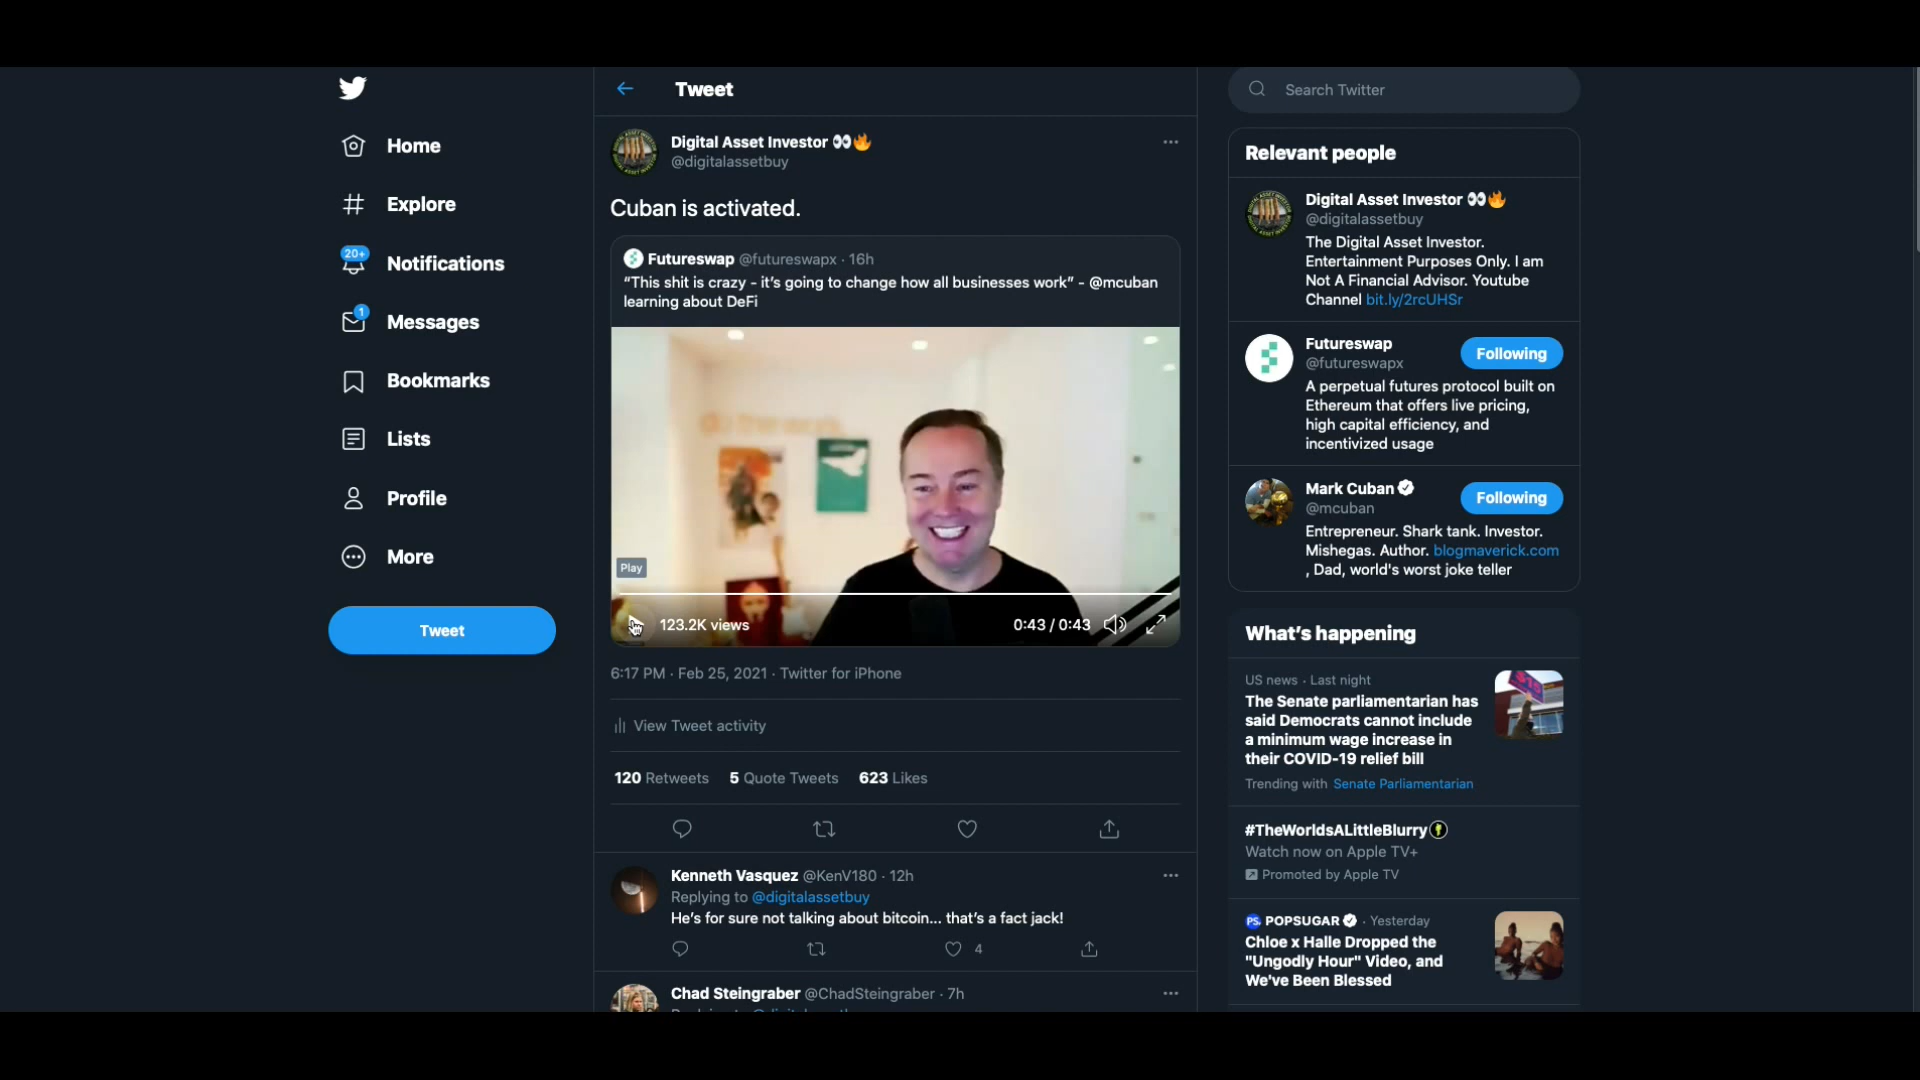 Home
Explore
20+
Notifications
1
Messages
Bookmarks
Lists
Profile
More
Tweet
Tweet
Digital Asset Investor 👀🔥
@digitalassetbuy
Cuban is activated.
Futureswap @futureswapx · 16h
“This shit is crazy - it’s going to change how all businesses work” - @mcuban
learning about DeFi
do the work
Play
123.2K views
0:43 / 0:43
6:17 PM · Feb 25, 2021 · Twitter for iPhone
View Tweet activity
120 Retweets 5 Quote Tweets 623 Likes
Kenneth Vasquez @KenV180 · 12h
Replying to @digitalassetbuy
He’s for sure not talking about bitcoin... that’s a fact jack!
4
Chad Steingraber @ChadSteingraber · 7h
Search Twitter
Relevant people
Digital Asset Investor 👀🔥
@digitalassetbuy
The Digital Asset Investor.
Entertainment Purposes Only. I am
Not A Financial Advisor. Youtube
Channel bit.ly/2rcUHSr
Futureswap
@futureswapx
Following
A perpetual futures protocol built on
Ethereum that offers live pricing,
high capital efficiency, and
incentivized usage
Mark Cuban
@mcuban
Following
Entrepreneur. Shark tank. Investor.
Mishegas. Author. blogmaverick.com
, Dad, world's worst joke teller
What’s happening
US news · Last night
The Senate parliamentarian has
said Democrats cannot include
a minimum wage increase in
their COVID-19 relief bill
Trending with Senate Parliamentarian
$15
#TheWorldsALittleBlurry
Watch now on Apple TV+
Promoted by Apple TV
PS. POPSUGAR · Yesterday
Chloe x Halle Dropped the
"Ungodly Hour" Video, and
We've Been Blessed